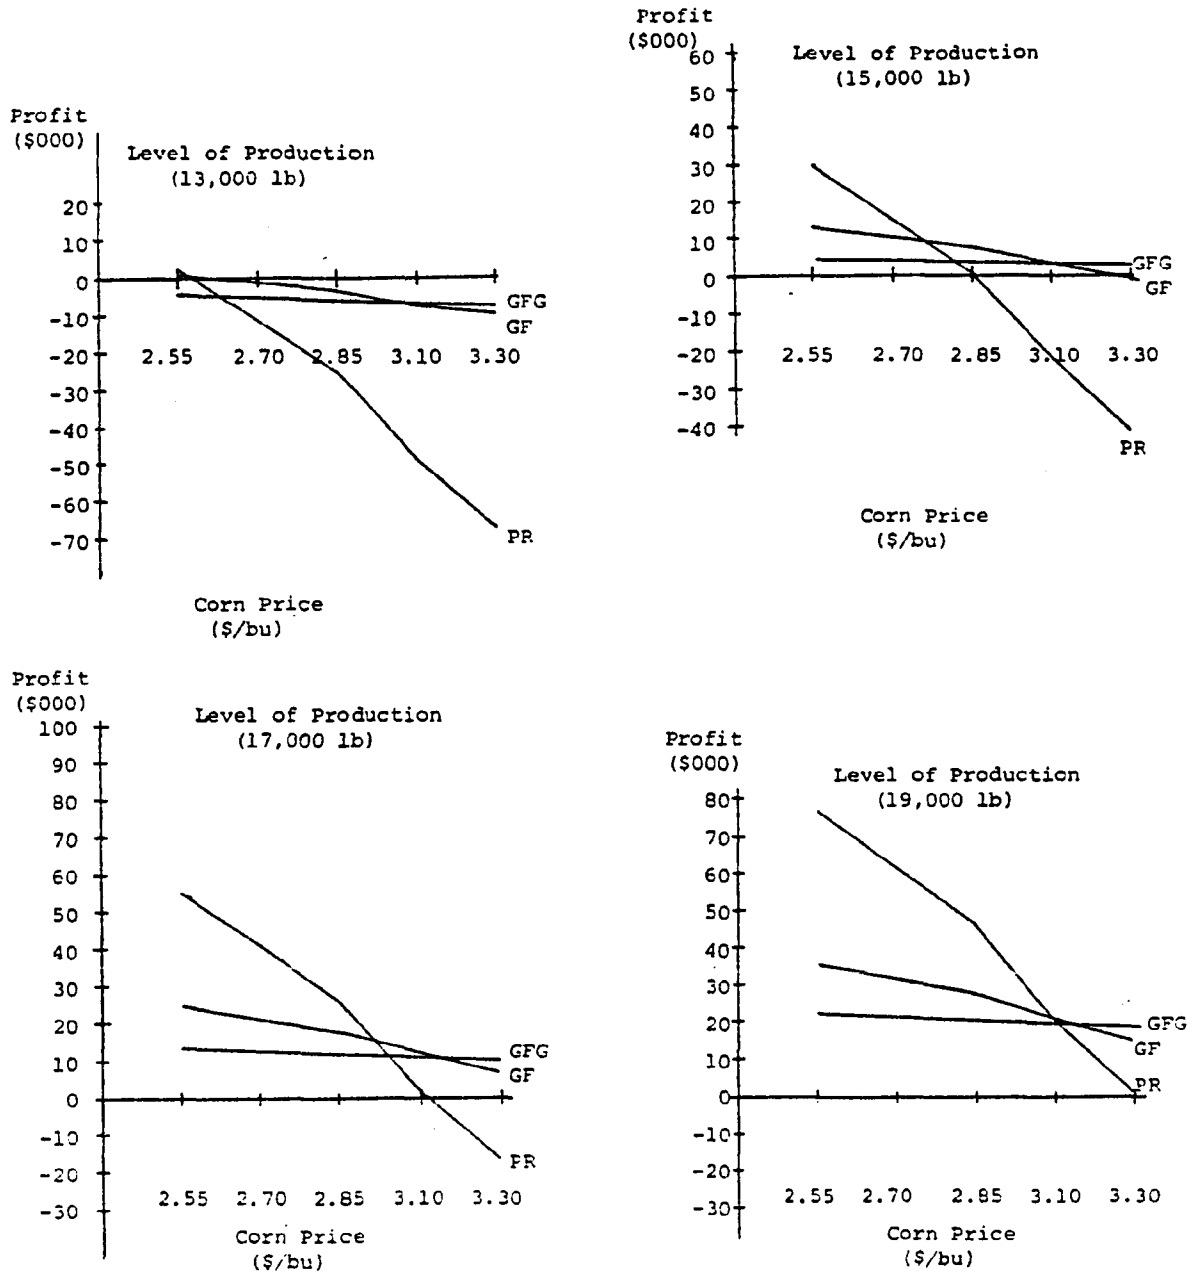 Profit
($000)
Level of Production
(13,000 lb)
20
10
0
-10
-20
-30
-40
-50
-60
-70
2.55 2.70 2.85 3.10 3.30
GFG
GF
PR
Corn Price
($/bu)
Profit
($000)
Level of Production
(15,000 lb)
60
50
40
30
20
10
0
-10
-20
-30
-40
2.55 2.70 2.85 3.10 3.30
GFG
GF
PR
Corn Price
($/bu)
Profit
($000)
Level of Production
(17,000 lb)
100
90
80
70
60
50
40
30
20
10
0
-10
-20
-30
GFG
GF
PR
2.55 2.70 2.85 3.10 3.30
Corn Price
($/bu)
Profit
($000)
Level of Production
(19,000 lb)
80
70
60
50
40
30
20
10
0
-10
-20
-30
GFG
GF
PR
2.55 2.70 2.85 3.10 3.30
Corn Price
($/bu)